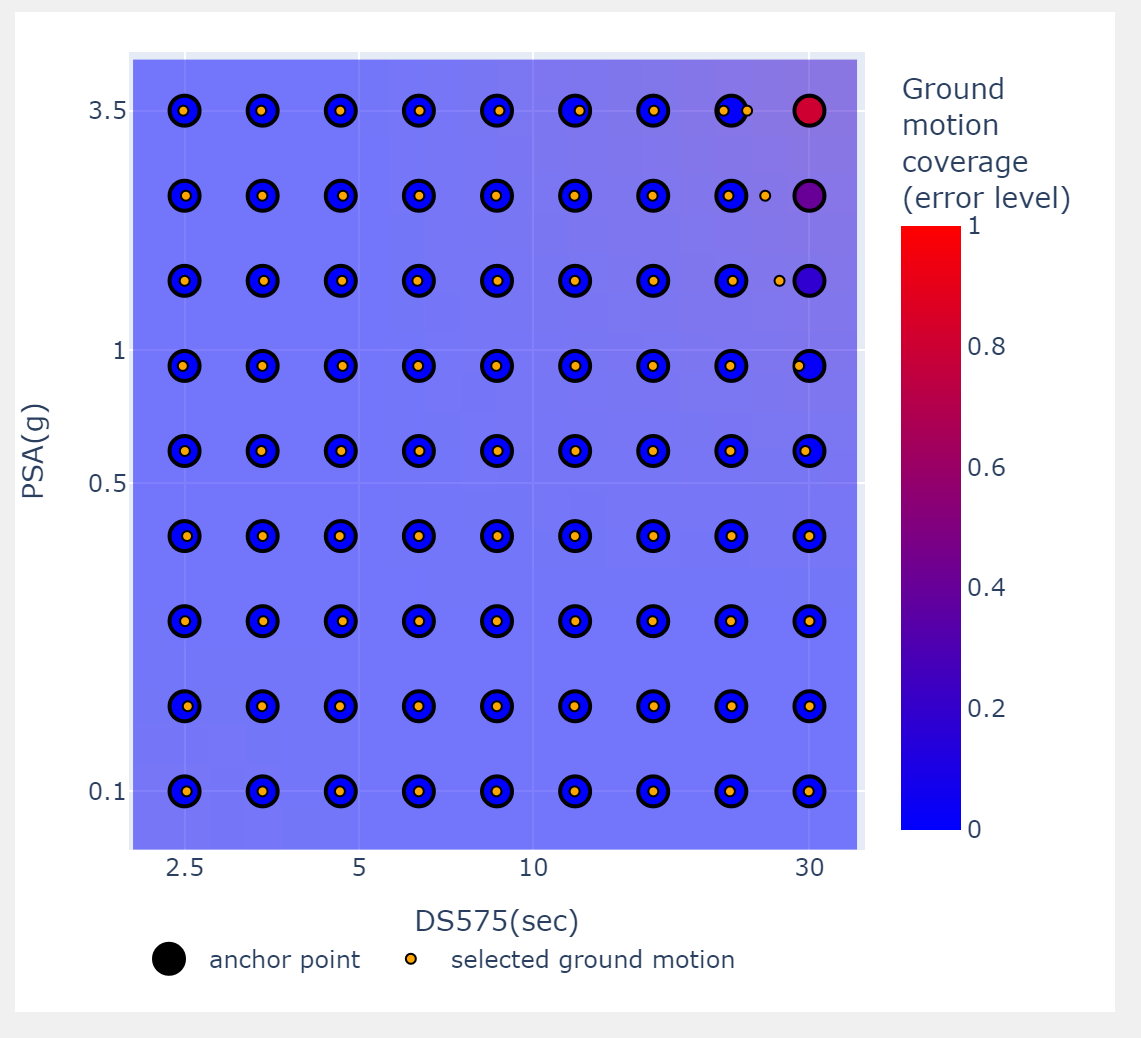 Ground
motion
coverage
(error level)
3.5
1
0.5
0.1
PSA(g)
1
0.8
0.6
0.4
0.2
0
2.5 5 10 30
DS575(sec)
anchor point selected ground motion